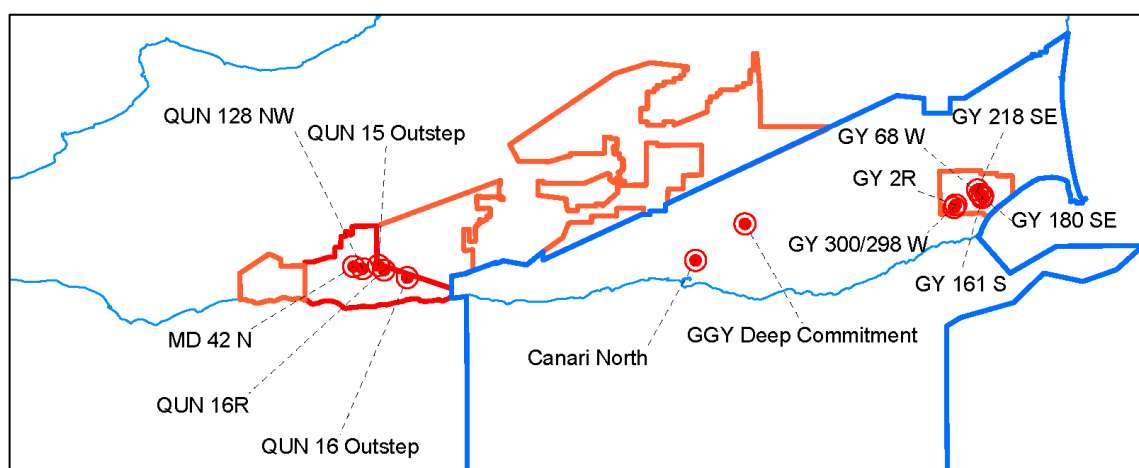 QUN 128 NW
QUN 15 Outstep
GY 218 SE
GY 68 W
GY 2R
GY 180 SE
GY 300/298 W
GY 161 S
MD 42 N
GGY Deep Commitment
Canari North
QUN 16R
QUN 16 Outstep